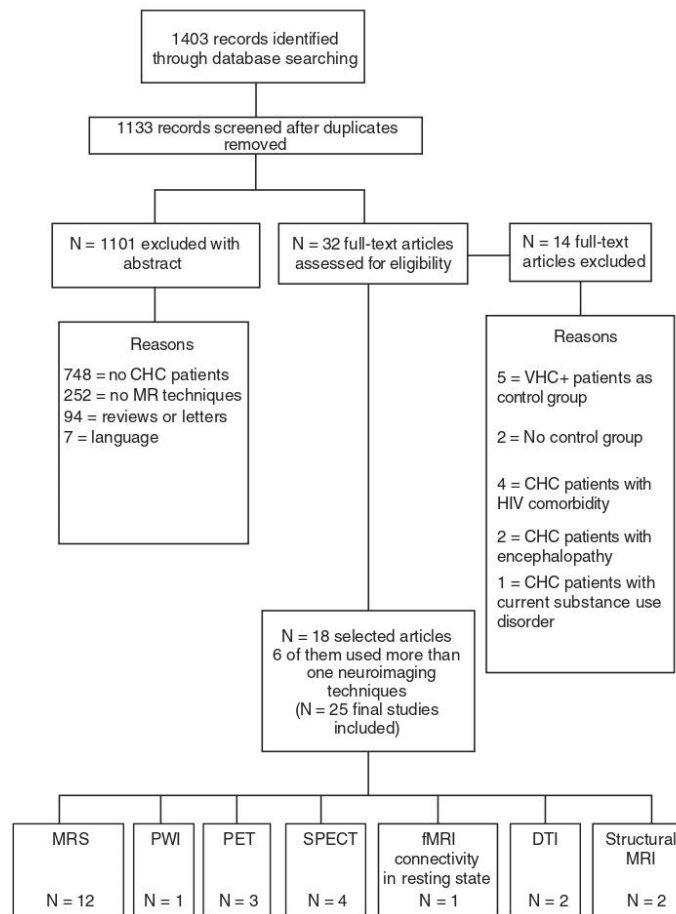 1403 records identified
through database searching
1133 records screened after duplicates
removed
N = 1101 excluded with
abstract
N = 32 full-text articles
assessed for eligibility
N = 14 full-text
articles excluded
Reasons
748 = no CHC patients
252 = no MR techniques
94 = reviews or letters
7 = language
Reasons
5 = VHC+ patients as
control group
2 = No control group
4 = CHC patients with
HIV comorbidity
2 = CHC patients with
encephalopathy
1 = CHC patients with
current substance use
disorder
N = 18 selected articles
6 of them used more than
one neuroimaging
techniques
(N = 25 final studies
included)
MRS
N = 12
PWI
N = 1
PET
N = 3
SPECT
N = 4
fMRI
connectivity
in resting state
N = 1
DTI
N = 2
Structural
MRI
N = 2